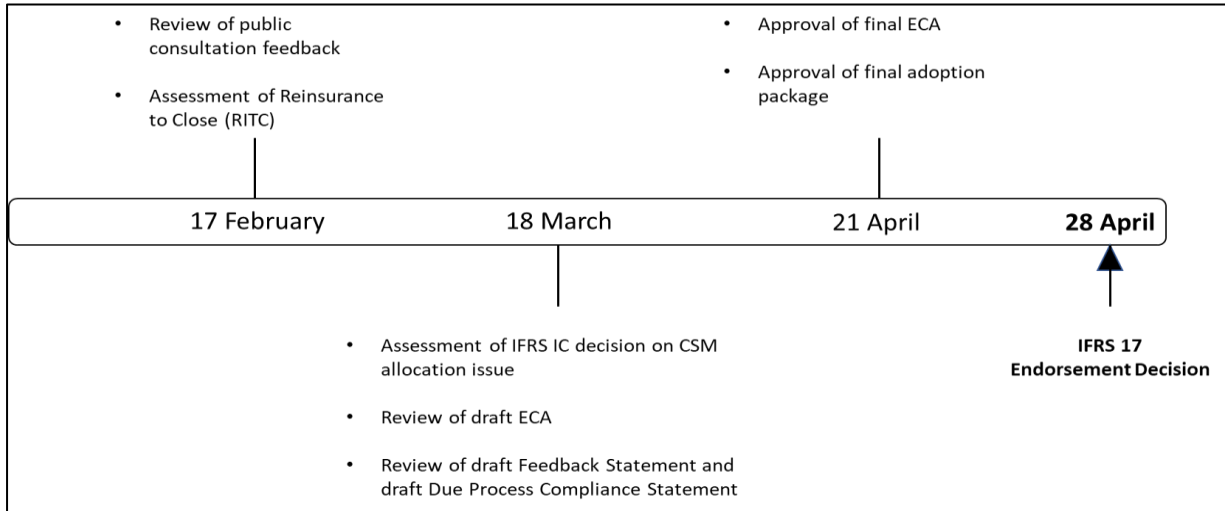 • Review of public
consultation feedback
• Assessment of Reinsurance
to Close (RITC)
• Approval of final ECA
• Approval of final adoption
package
17 February
18 March
21 April
28 April
• Assessment of IFRS IC decision on CSM
allocation issue
• Review of draft ECA
• Review of draft Feedback Statement and
draft Due Process Compliance Statement
IFRS 17
Endorsement Decision